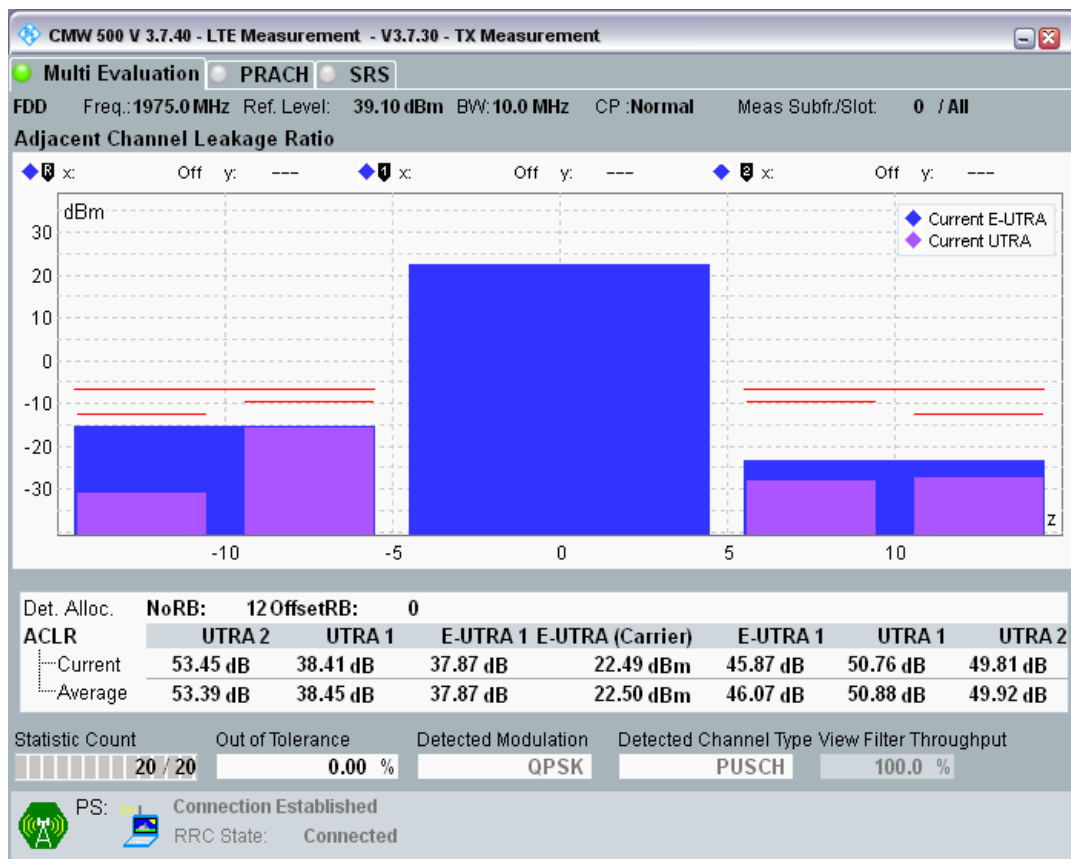 CMW 500 V 3.7.40 - LTE Measurement - V3.7.30 - TX Measurement
Multi Evaluation PRACH SRS
FDD Freq.:1975.0 MHz Ref. Level: 39.10 dBm BW:10.0 MHz CP :Normal Meas Subfr./Slot: 0 / All
Adjacent Channel Leakage Ratio
R x: Off y: --- 1 x: Off y: --- 2 x: Off y: ---
dBm
Current E-UTRA
Current UTRA
30
20
10
0
-10
-20
-30
z
-10 -5 0 5 10
Det. Alloc. NoRB: 12 OffsetRB: 0
ACLR UTRA 2 UTRA 1 E-UTRA 1 E-UTRA (Carrier) E-UTRA 1 UTRA 1 UTRA 2
Current 53.45 dB 38.41 dB 37.87 dB 22.49 dBm 45.87 dB 50.76 dB 49.81 dB
Average 53.39 dB 38.45 dB 37.87 dB 22.50 dBm 46.07 dB 50.88 dB 49.92 dB
Statistic Count Out of Tolerance Detected Modulation Detected Channel Type View Filter Throughput
20 / 20 0.00 % QPSK PUSCH 100.0 %
PS: Connection Established
RRC State: Connected